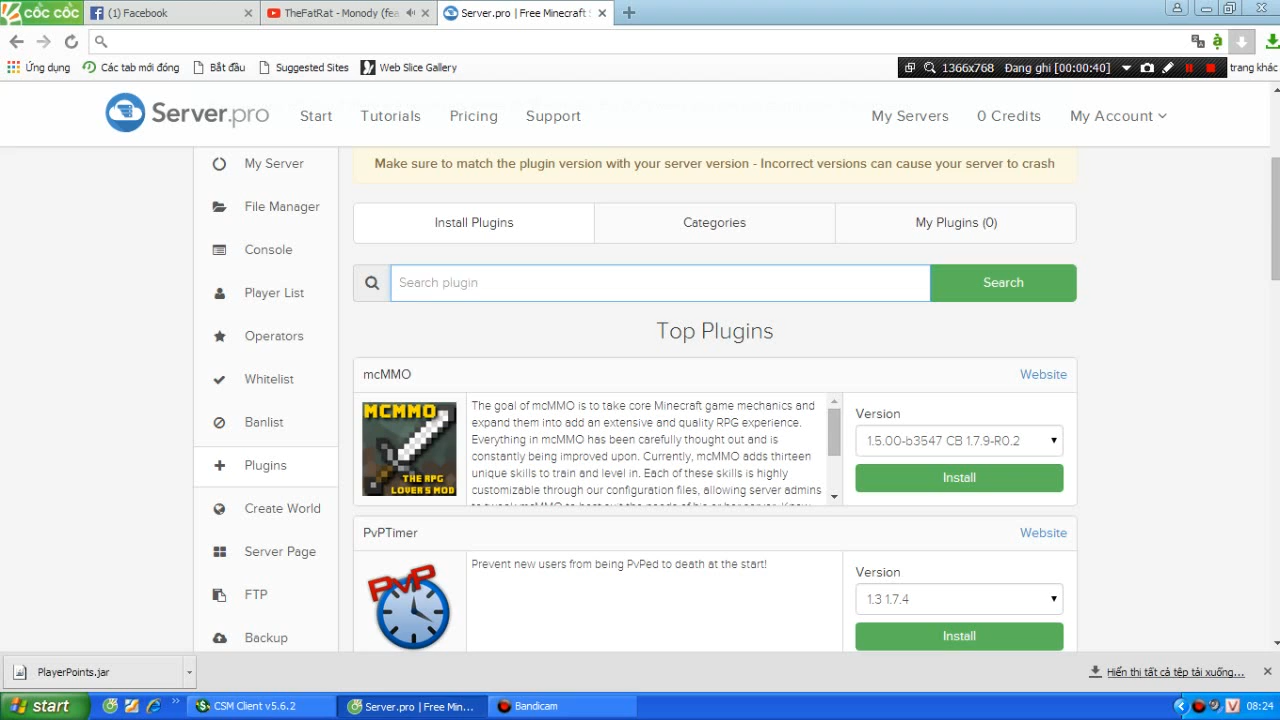 CỐC CỐC
(1) Facebook
TheFatRat - Monody (fea
Server.pro | Free Minecraft S
1366x768 Đang ghi [00:00:40]
Ứng dụng
Các tab mới đóng
Bắt đầu
Suggested Sites
Web Slice Gallery
trang khác
Server.pro
Start
Tutorials
Pricing
Support
My Servers
0 Credits
My Account
My Server
File Manager
Console
Player List
Operators
Whitelist
Banlist
Plugins
Create World
Server Page
FTP
Backup
Make sure to match the plugin version with your server version - Incorrect versions can cause your server to crash
Install Plugins
Categories
My Plugins (0)
Search plugin
Search
Top Plugins
mcMMO
Website
MCMMO
THE RPG
LOVER'S MOD
The goal of mcMMO is to take core Minecraft game mechanics and
expand them into add an extensive and quality RPG experience.
Everything in mcMMO has been carefully thought out and is
constantly being improved upon. Currently, mcMMO adds thirteen
unique skills to train and level in. Each of these skills is highly
customizable through our configuration files, allowing server admins
Version
1.5.00-b3547 CB 1.7.9-R0.2
Install
PvPTimer
Website
PvP
Prevent new users from being PvPed to death at the start!
Version
1.3 1.7.4
Install
PlayerPoints.jar
Hiển thị tất cả tệp tải xuống...
start
CSM Client v5.6.2
Server.pro | Free Min...
Bandicam
V
08:24